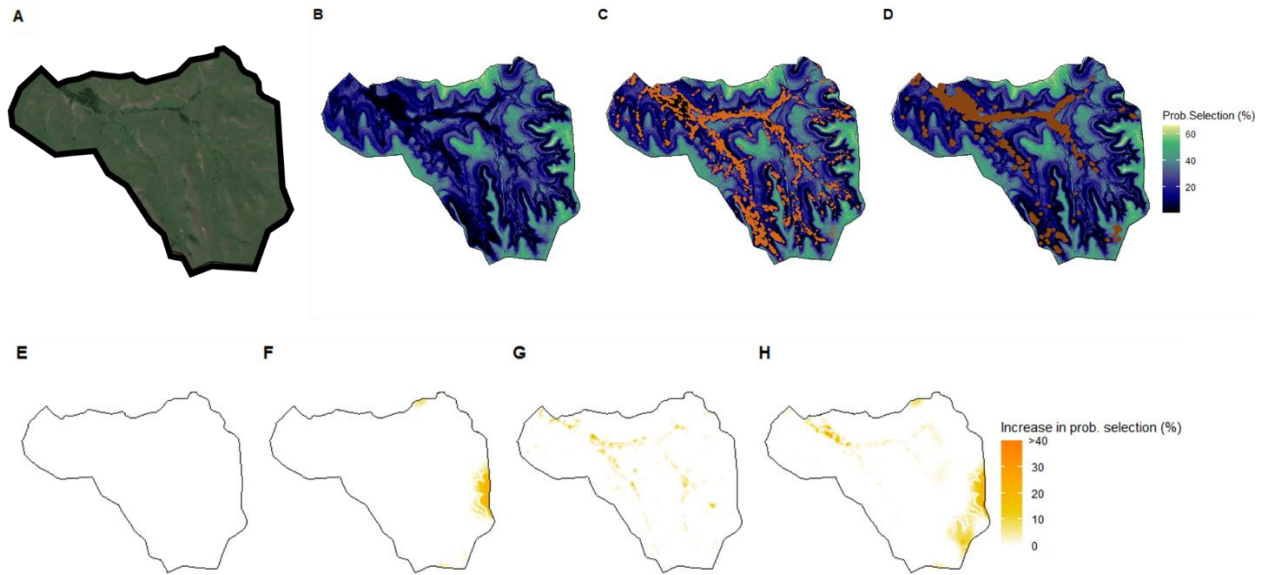 A
B
C
D
Prob.Selection (%)
60
40
20
E
F
G
H
Increase in prob. selection (%)
>40
30
20
10
0